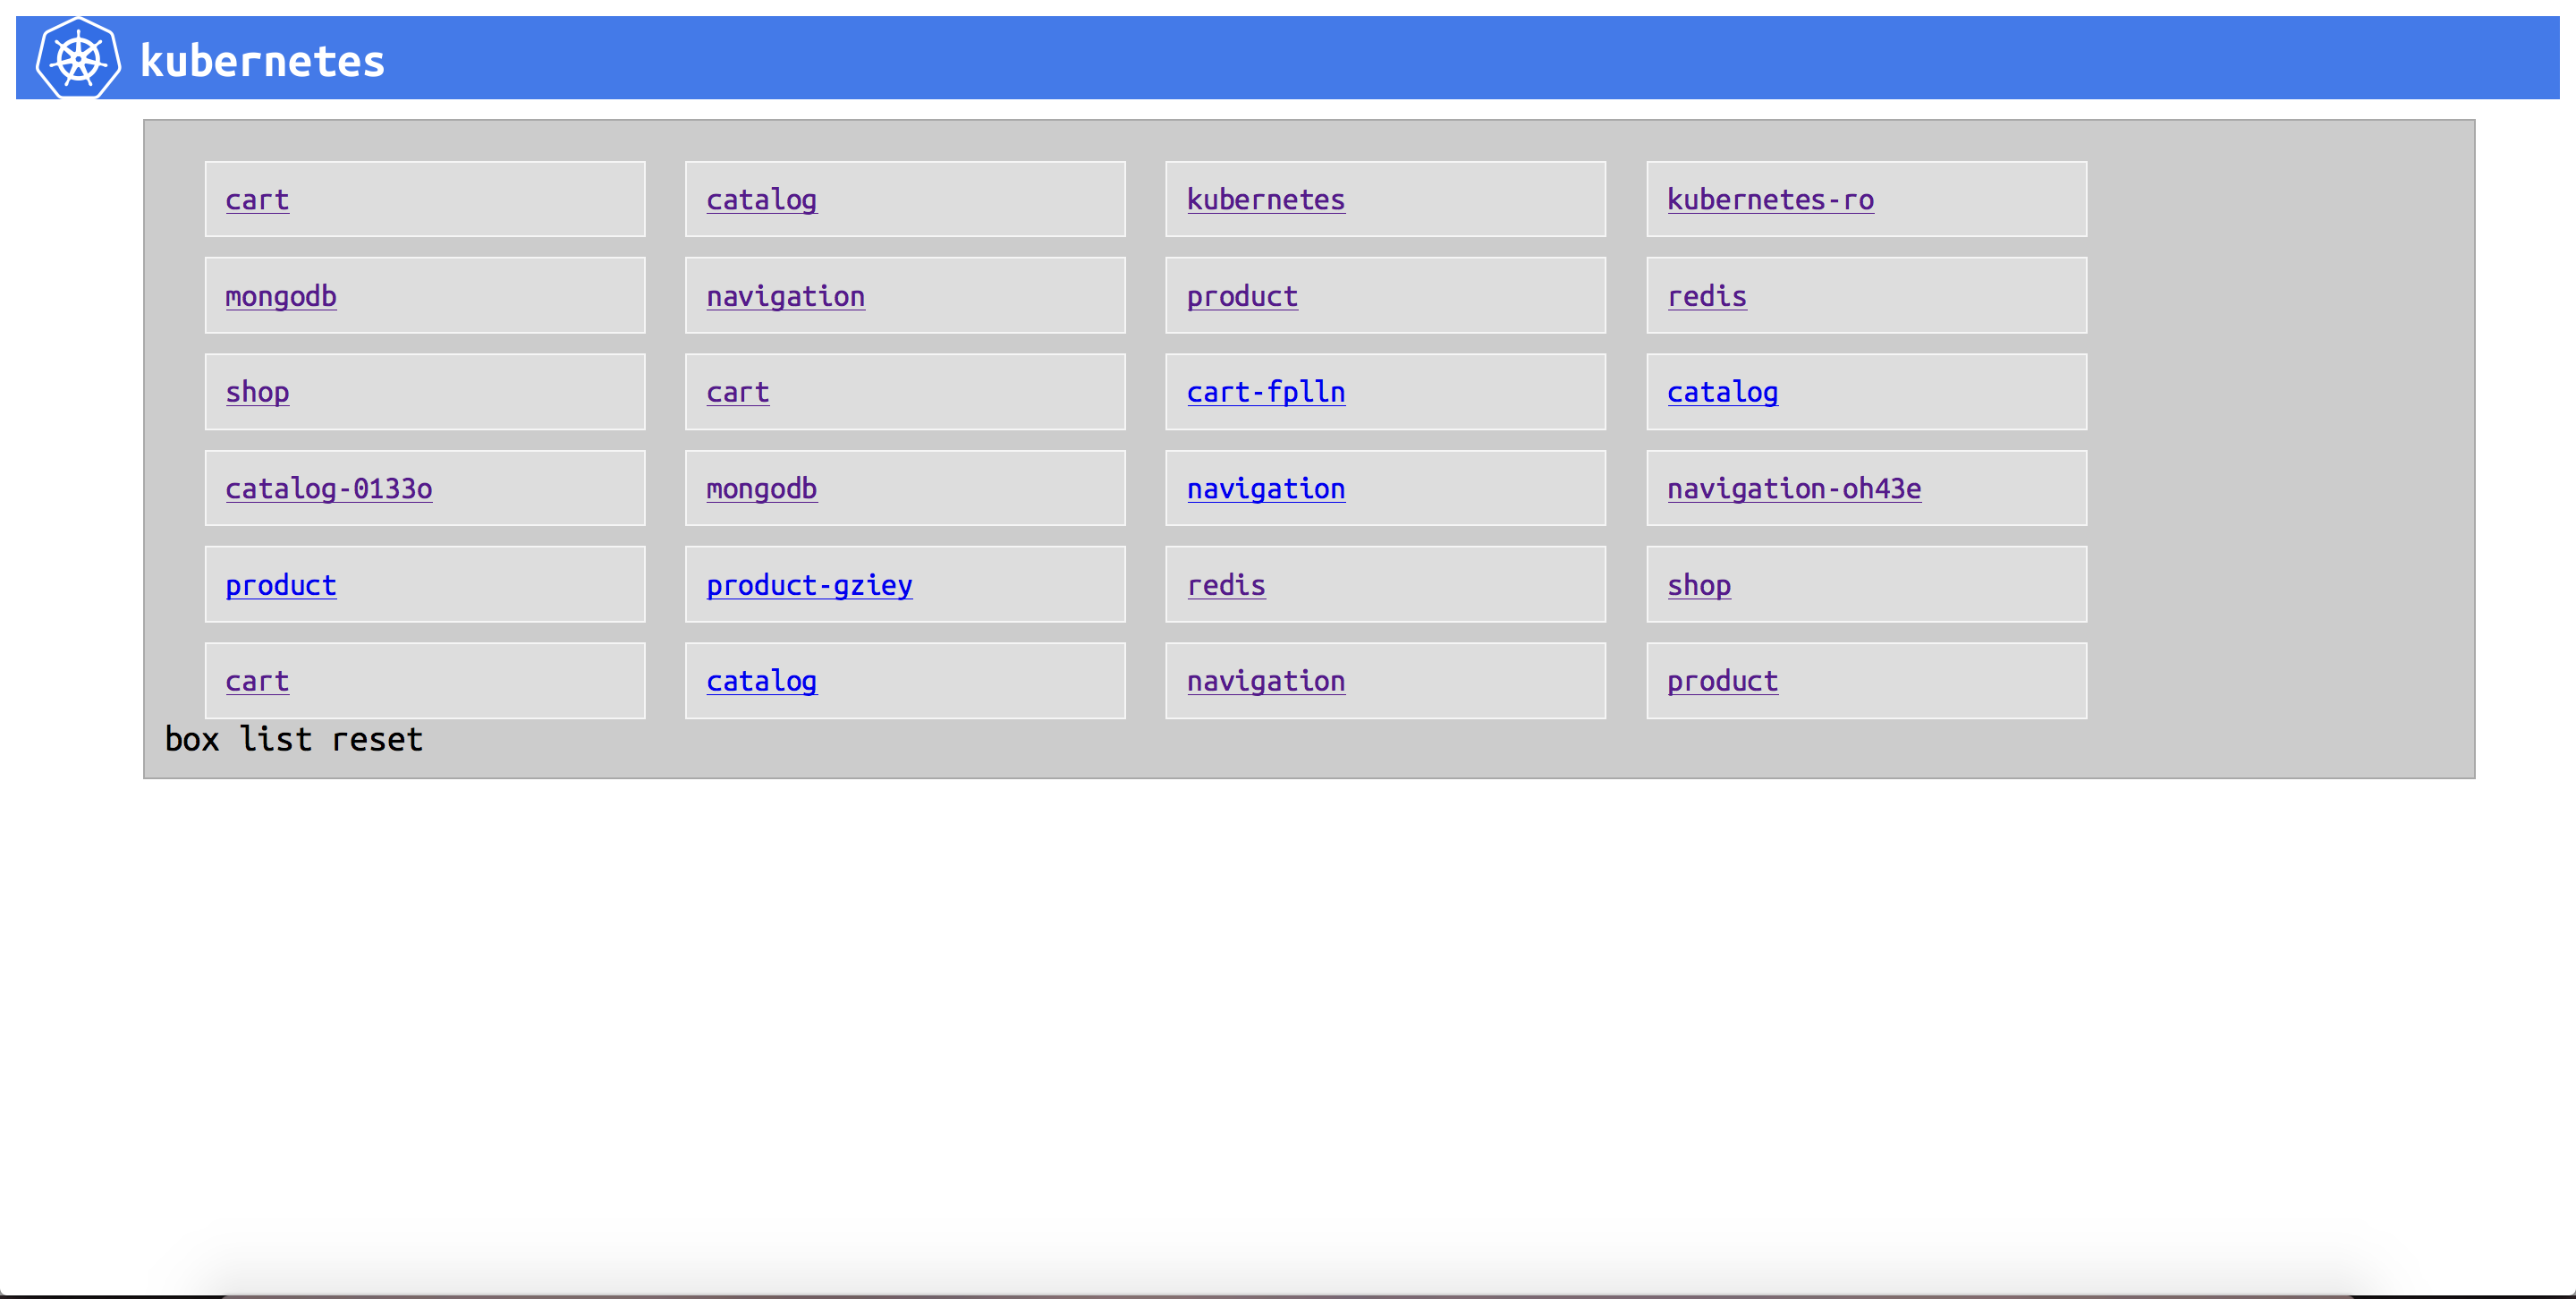 kubernetes
cart catalog kubernetes kubernetes-ro
mongodb navigation product redis
shop cart cart-fplln catalog
catalog-0133o mongodb navigation navigation-oh43e
product product-gziey redis shop
cart catalog navigation product
box list reset